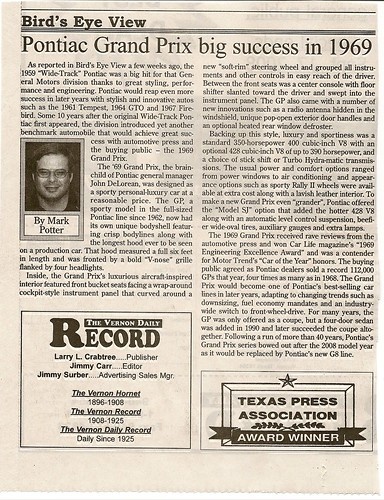 Bird's Eye View
Pontiac Grand Prix big success in 1969
As reported in Bird's Eye View a few weeks ago, the
1959 "Wide-Track" Pontiac was a big hit for that Gen-
eral Motors division thanks to great styling, perfor-
mance and engineering. Pontiac would reap even more
success in later years with stylish and innovative autos
such as the 1961 Tempest, 1964 GTO and 1967 Fire-
bird. Some 10 years after the original Wide-Track Pon-
tiac first appeared, the division introduced yet another
benchmark automobile that would achieve great suc-
cess with automotive press and
the buying public – the 1969
Grand Prix.
The '69 Grand Prix, the brain-
child of Pontiac general manager
John DeLorean, was designed as
a sporty personal-luxury car at a
reasonable price. The GP, a
sporty model in the full-sized
Pontiac line since 1962, now had
its own unique bodyshell featur-
ing crisp bodylines along with
the longest hood ever to be seen
on a production car. That hood measured a full six feet
in length and was fronted by a bold "V-nose" grille
flanked by four headlights.
Inside, the Grand Prix's luxurious aircraft-inspired
interior featured front bucket seats facing a wrap-around
cockpit-style instrument panel that curved around a
By Mark
Potter
new "soft-rim" steering wheel and grouped all instru-
ments and other controls in easy reach of the driver.
Between the front seats was a center console with floor
shifter slanted toward the driver and swept into the
instrument panel. The GP also came with a number of
new innovations such as a radio antenna hidden in the
windshield, unique pop-open exterior door handles and
an optional heated rear window defroster.
Backing up this style, luxury and sportiness was a
standard 350-horsepower 400 cubic-inch V8 with an
optional 428 cubic-inch V8 of up to 390 horsepower, and
a choice of stick shift or Turbo Hydra-matic transmis-
sions. The usual power and comfort options ranged
from power windows to air conditioning and appear-
ance options such as sporty Rally II wheels were avail-
able at extra cost along with a lavish leather interior. To
make a new Grand Prix even "grander", Pontiac offered
the "Model SJ" option that added the hotter 428 V8
along with an automatic level control suspension, beef-
ier wide-oval tires, auxiliary gauges and extra lamps.
The 1969 Grand Prix received rave reviews from the
automotive press and won Car life Magazine's "1969
Engineering Excellence Award" and was a contender
for Motor Trend's "Car of the Year" honors. The buying
public agreed as Pontiac dealers sold a record 112,000
GPs that year, four times as many as in 1968. The Grand
Prix would become one of Pontiac's best-selling car
lines in later years, adapting to changing trends such as
downsizing, fuel economy mandates and an industry-
wide switch to front-wheel-drive. For many years, the
GP was only offered as a coupe, but a four-door sedan
was added in 1990 and later succeeded the coupe alto-
gether. Following a run of more than 40 years, Pontiac's
Grand Prix series bowed out after the 2008 model year
as it would be replaced by Pontiac's new G8 line.
THE VERNON DAILY
RECORD
Larry L. Crabtree.....Publisher
Jimmy Carr.....Editor
Jimmy Surber.....Advertising Sales Mgr.
The Vernon Hornet
1896-1908
The Vernon Record
1908-1925
The Vernon Daily Record
Daily Since 1925
TEXAS PRESS
ASSOCIATION
AWARD WINNER